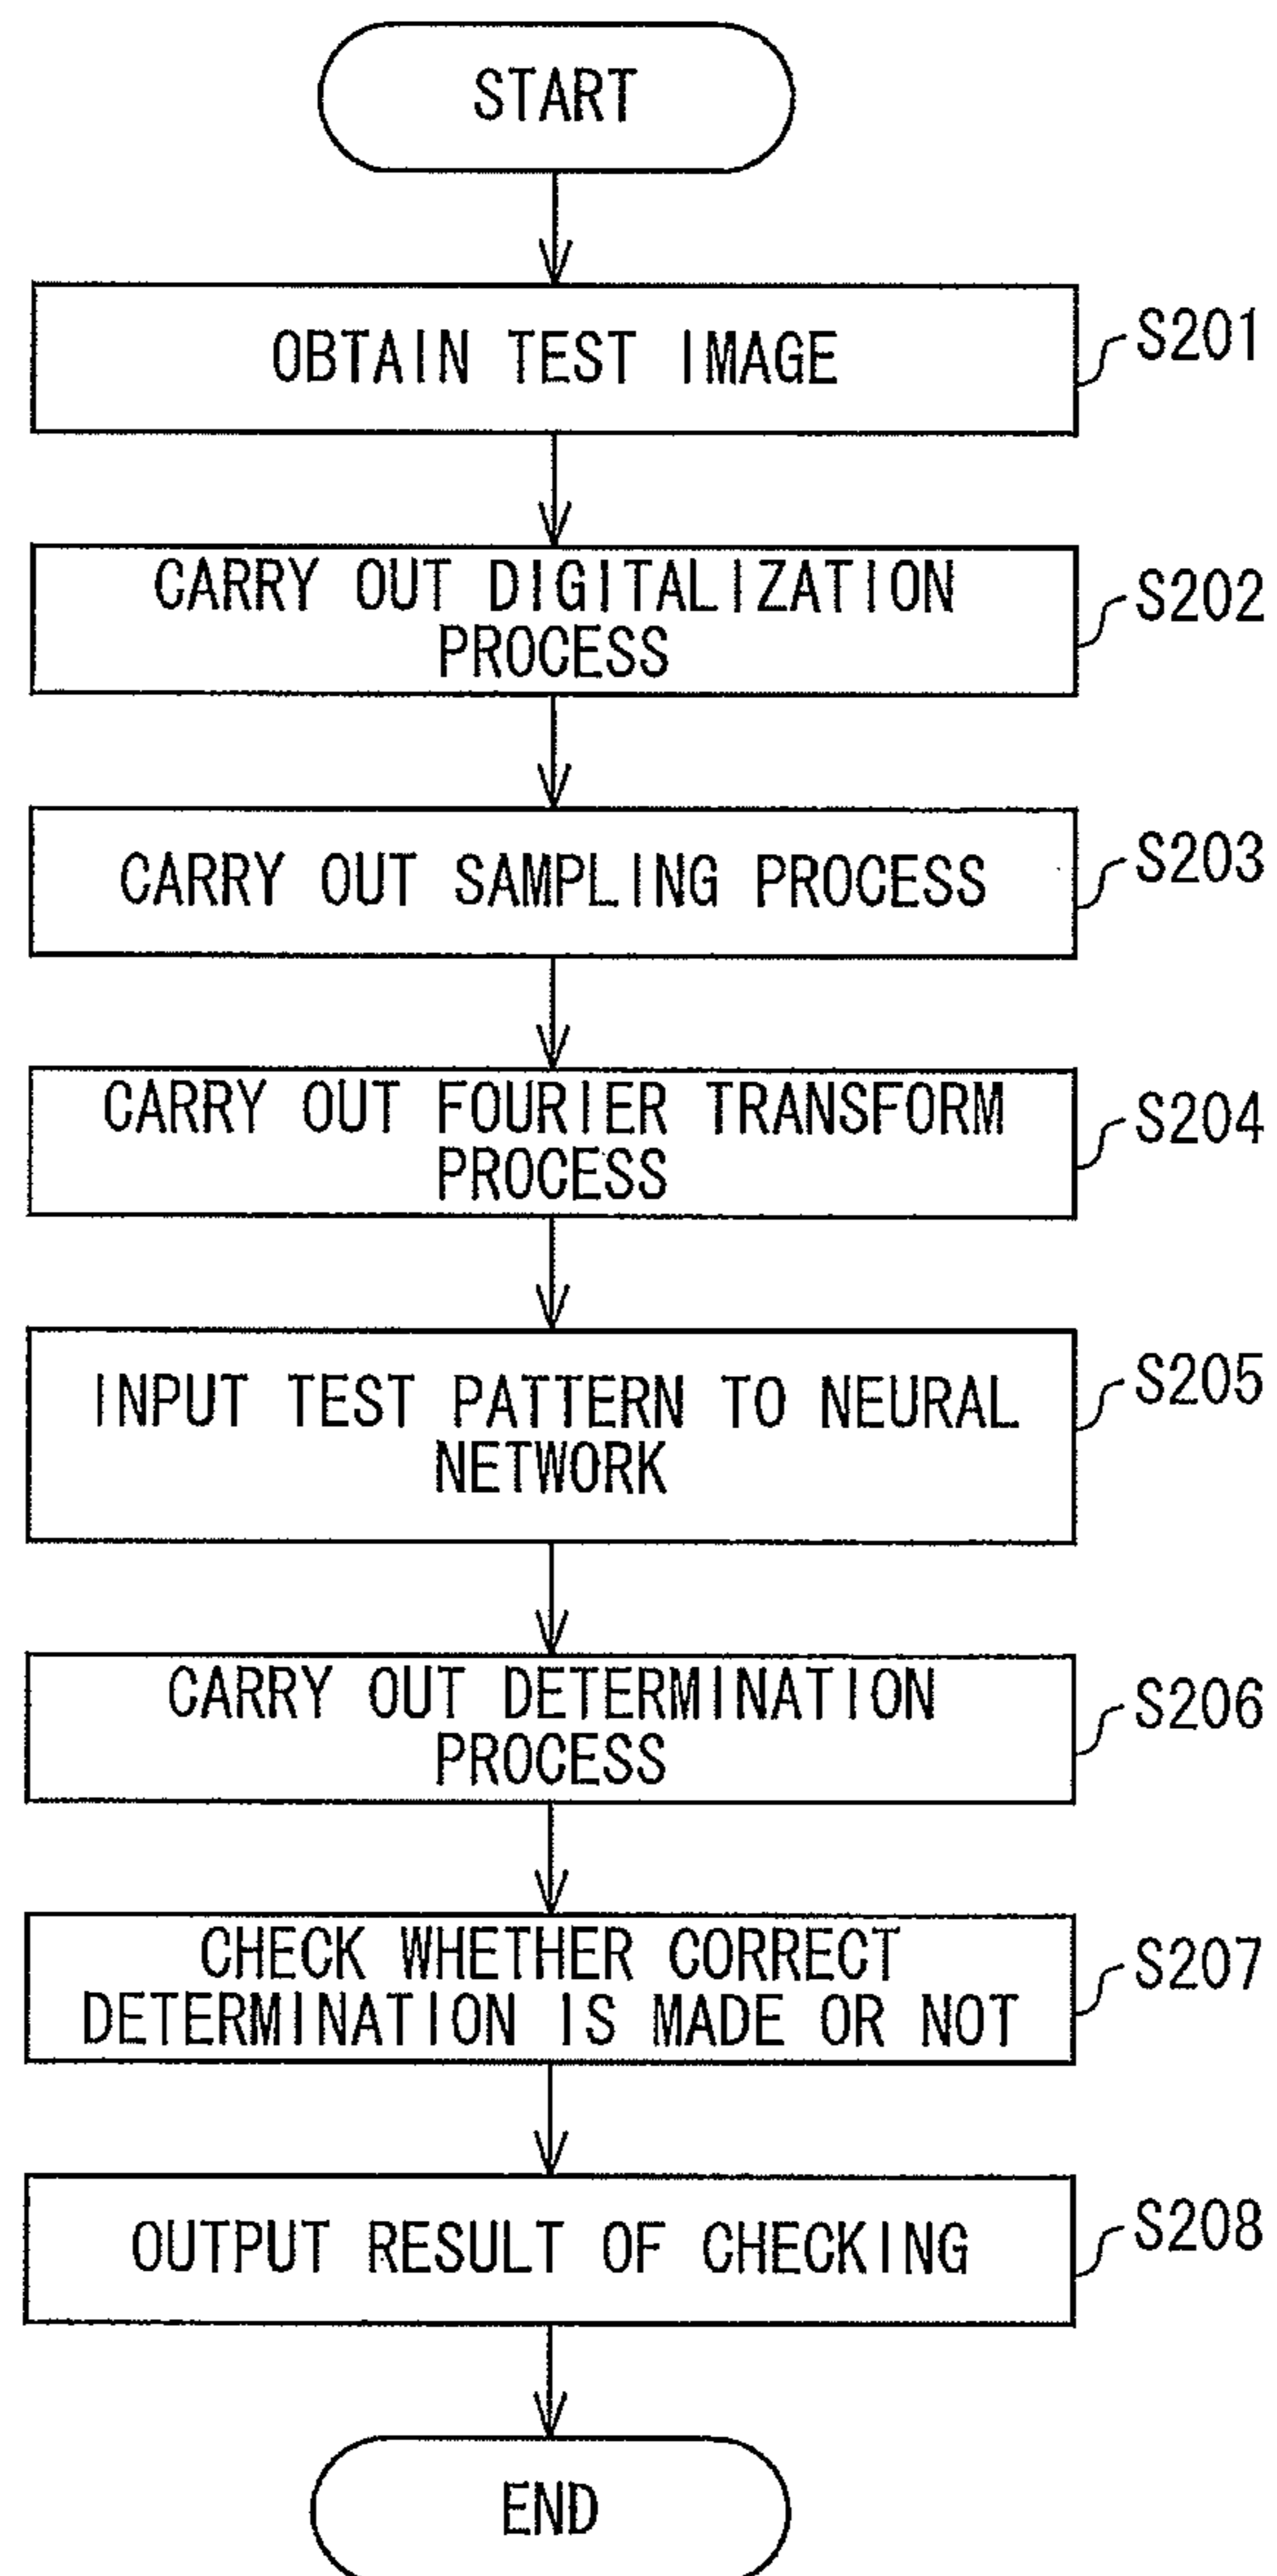 START
OBTAIN TEST IMAGE
S201
CARRY OUT DIGITALIZATION
PROCESS
S202
CARRY OUT SAMPLING PROCESS
S203
CARRY OUT FOURIER TRANSFORM
PROCESS
S204
INPUT TEST PATTERN TO NEURAL
NETWORK
S205
CARRY OUT DETERMINATION
PROCESS
S206
CHECK WHETHER CORRECT
DETERMINATION IS MADE OR NOT
S207
OUTPUT RESULT OF CHECKING
S208
END